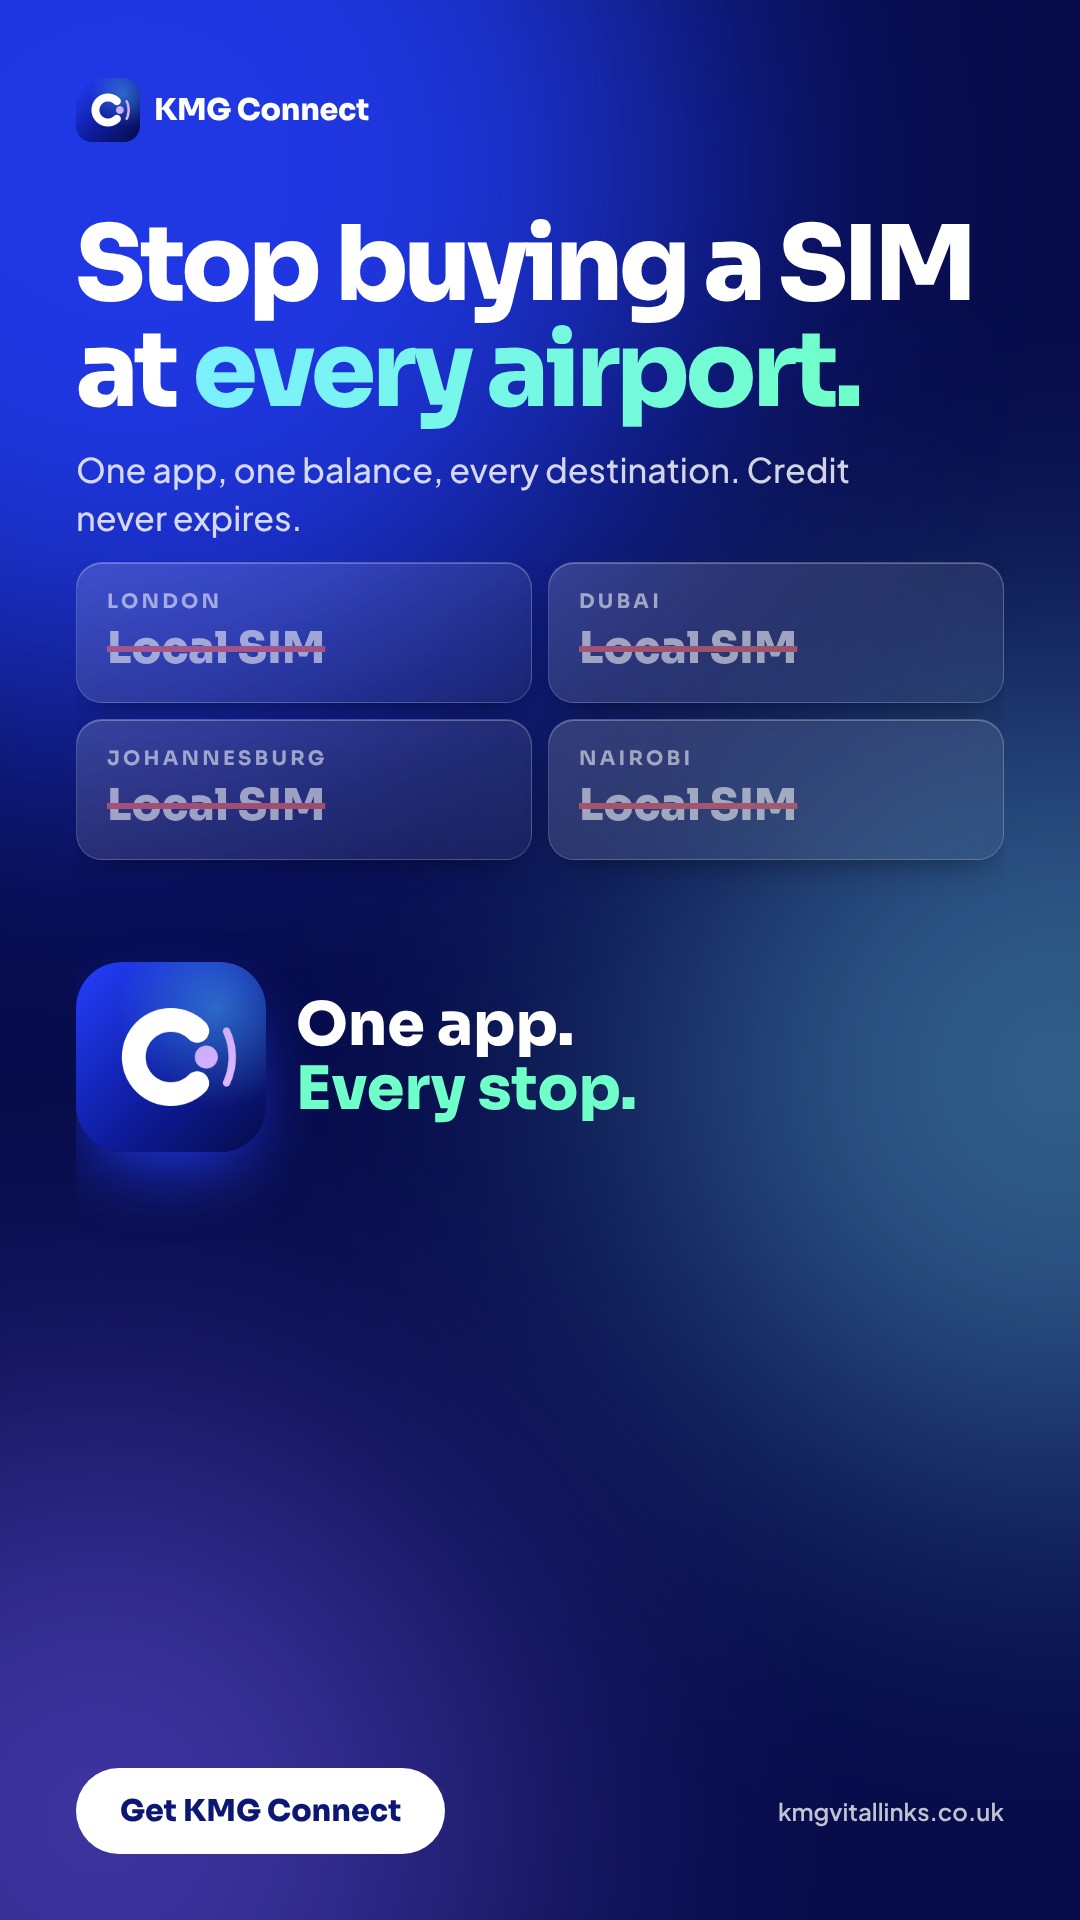 KMG Connect
Stop buying a SIM
at every airport.
One app, one balance, every destination. Credit
never expires.
LONDON
Local SIM
DUBAI
Local SIM
JOHANNESBURG
Local SIM
NAIROBI
Local SIM
One app.
Every stop.
Get KMG Connect
kmgvitallinks.co.uk